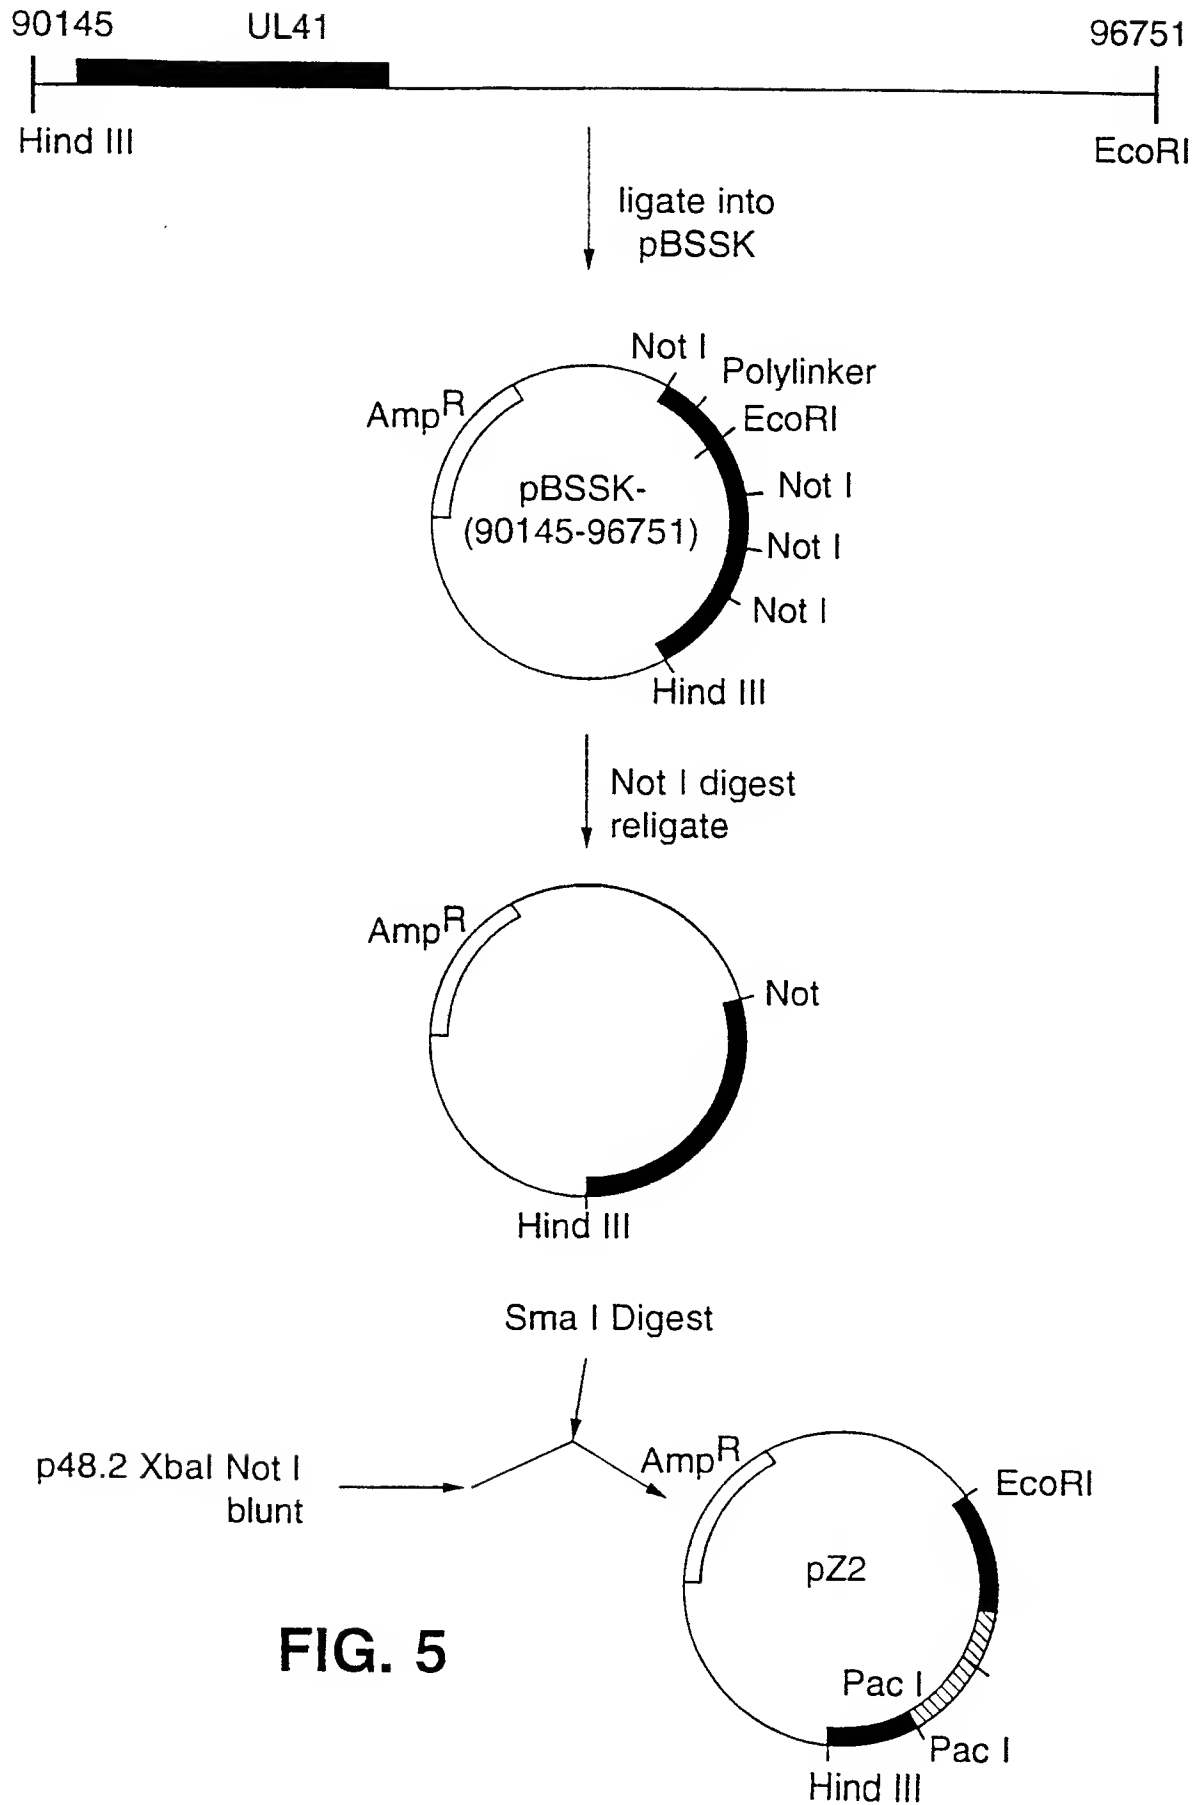 90145
UL41
96751
Hind III
EcoRI
ligate into
pBSSK
Not I
Polylinker
AmpR
EcoRI
pBSSK-
(90145-96751)
Not I
Not I
Not I
Hind III
Not I digest
religate
AmpR
Not
Hind III
Sma I Digest
p48.2 XbaI Not I
blunt
AmpR
EcoRI
pZ2
FIG. 5
Pac I
Pac I
Hind III